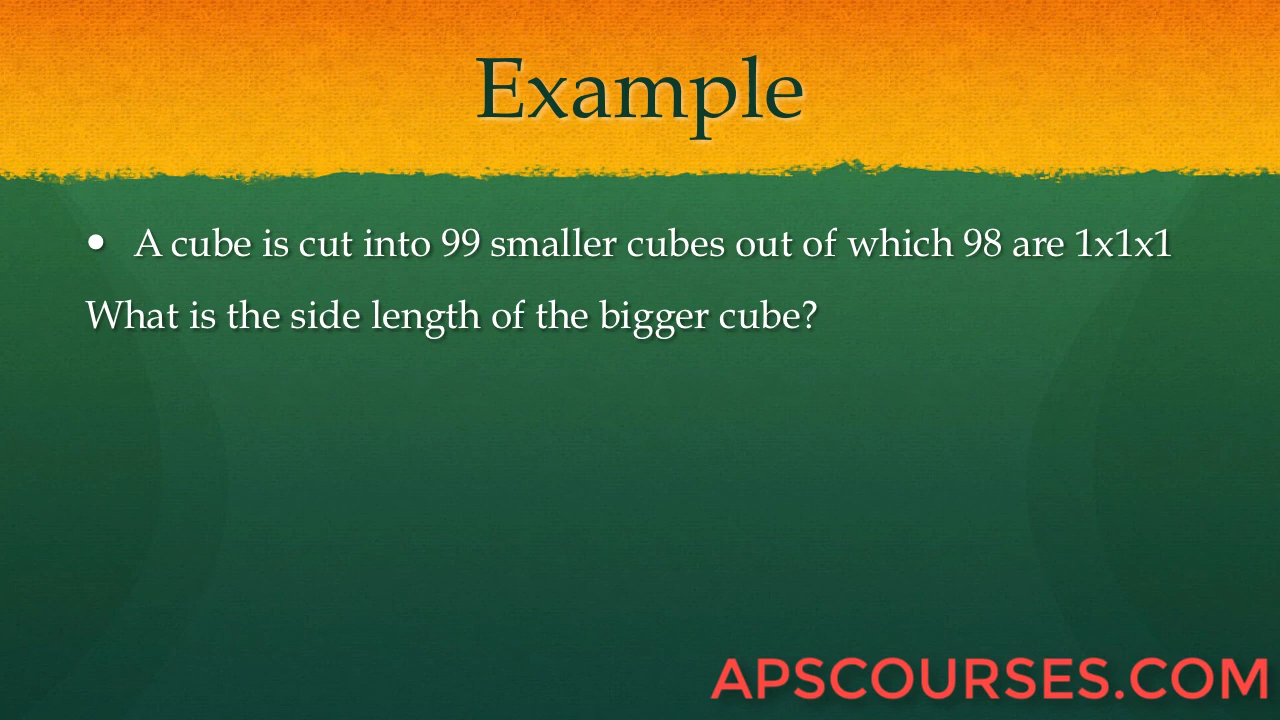 Example
• A cube is cut into 99 smaller cubes out of which 98 are 1x1x1
What is the side length of the bigger cube?
APSCOURSES.COM